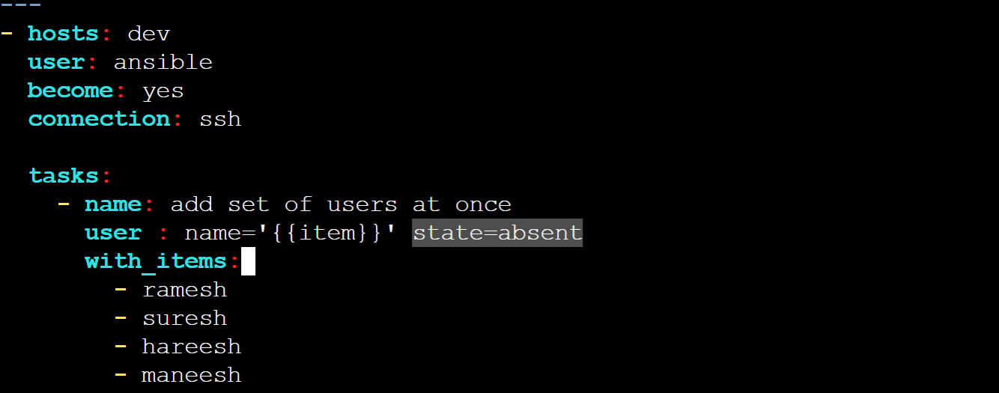 ---
- hosts: dev
  user: ansible
  become: yes
  connection: ssh

  tasks:
    - name: add set of users at once
      user : name='{{item}}' state=absent
      with_items:
        - ramesh
        - suresh
        - hareesh
        - maneesh